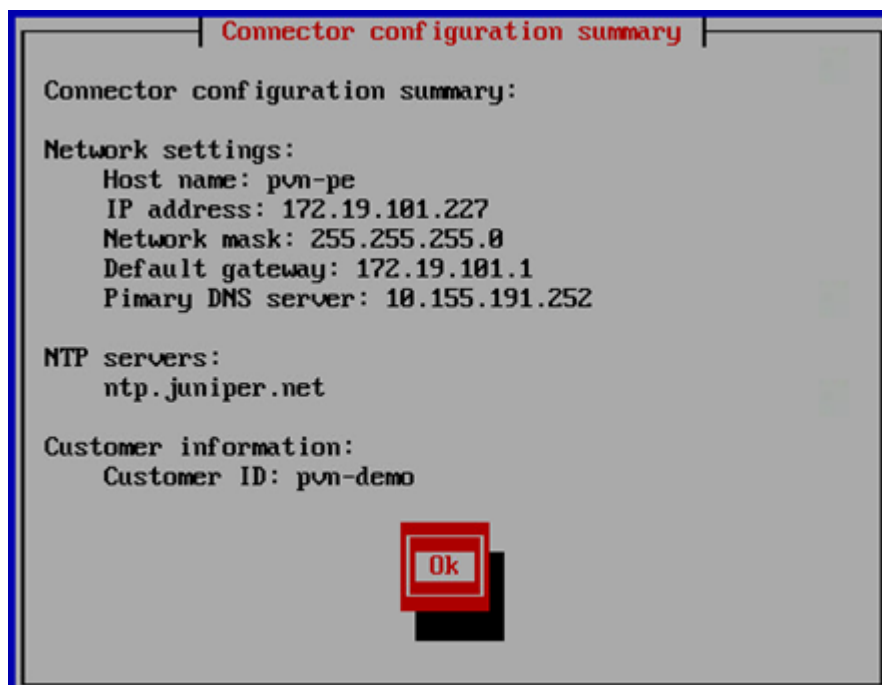 Connector configuration summary
Connector configuration summary:
Network settings:
Host name: pvn-pe
IP address: 172.19.101.227
Network mask: 255.255.255.0
Default gateway: 172.19.101.1
Pimary DNS server: 10.155.191.252
NTP servers:
ntp.juniper.net
Customer information:
Customer ID: pvn-demo
Ok